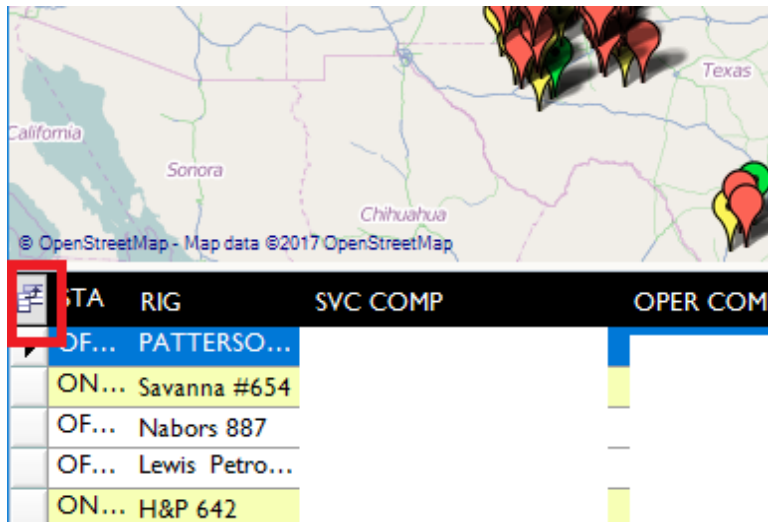 Texas
California
Sonora
Chihuahua
© OpenStreetMap - Map data ©2017 OpenStreetMap
STA RIG SVC COMP OPER COM
OF... PATTERSO...
ON... Savanna #654
OF... Nabors 887
OF... Lewis Petro...
ON... H&P 642